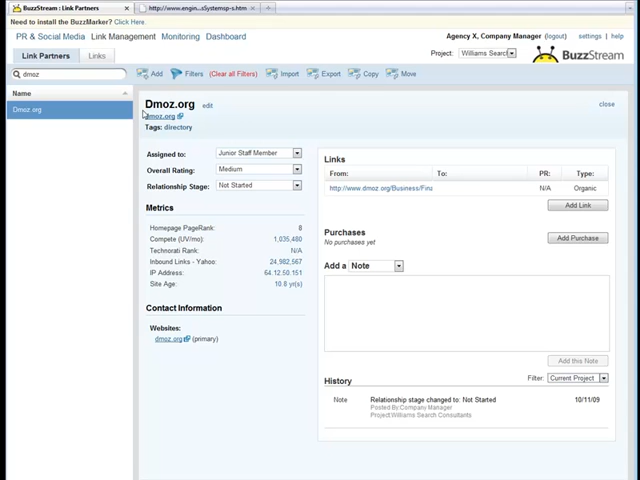 BuzzStream : Link Partners
http://www.engin...sSystemsp-s.htm
Need to install the BuzzMarker? Click Here
PR & Social Media Link Management Monitoring Dashboard
Agency X, Company Manager (logout) settings | help
Project: Williams Search
BuzzStream
Link Partners Links
dmoz
Add Filters (Clear all Filters) Import Export Copy Move
Name
Dmoz.org
Dmoz.org edit
close
dmoz.org
Tags: directory
Assigned to: Junior Staff Member
Overall Rating: Medium
Relationship Stage: Not Started
Metrics
Homepage PageRank: 8
Compete (UV/mo): 1,035,480
Technorati Rank: N/A
Inbound Links - Yahoo: 24,982,567
IP Address: 64.12.50.151
Site Age: 10.8 yr(s)
Contact Information
Websites:
dmoz.org (primary)
Links
From: To: PR: Type:
http://www.dmoz.org/Business/Finu N/A Organic
Add Link
Purchases
No purchases yet
Add Purchase
Add a Note
Add this Note
History
Filter: Current Project
Note Relationship stage changed to: Not Started 10/11/09
Posted By:Company Manager
Project:Williams Search Consultants